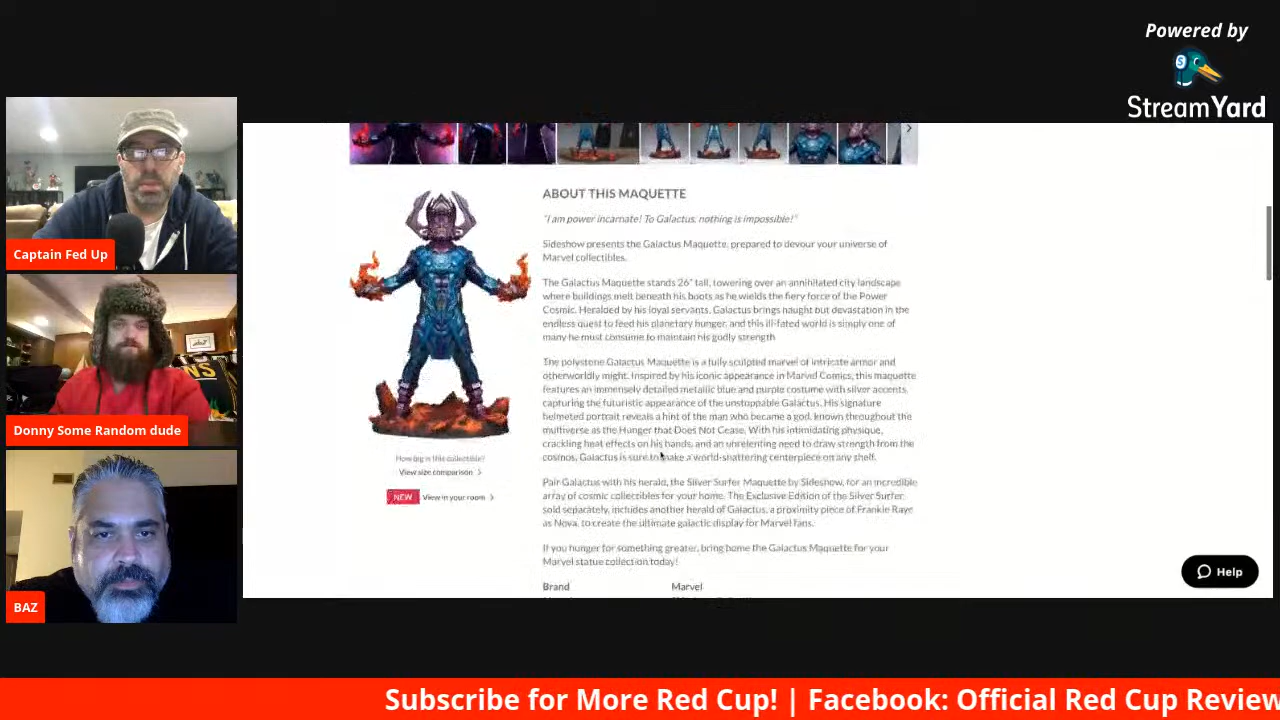 Powered by
StreamYard
Captain Fed Up
Donny Some Random dude
BAZ
ABOUT THIS MAQUETTE
"I am power incarnate! To Galactus, nothing is impossible!"
Sideshow presents the Galactus Maquette, prepared to devour your universe of
Marvel collectibles.
The Galactus Maquette stands 26" tall, towering over an annihilated city landscape
where buildings melt beneath his boots as he wields the fiery force of the Power
Cosmic. Heralded by his loyal servants, Galactus brings naught but devastation in the
endless quest to feed his planetary hunger, and this ill-fated world is simply one of
many he must consume to maintain his godly strength
The polystone Galactus Maquette is a fully sculpted marvel of intricate armor and
otherworldly might. Inspired by his iconic appearance in Marvel Comics, this maquette
features an immensely detailed metallic blue and purple costume with silver accents,
capturing the futuristic appearance of the unstoppable Galactus. His signature
helmeted portrait reveals a hint of the man who became a god, known throughout the
multiverse as the Hunger that Does Not Cease. With his intimidating physique,
crackling heat effects on his hands, and an unrelenting need to draw strength from the
cosmos, Galactus is sure to make a world-shattering centerpiece on any shelf.
Pair Galactus with his herald, the Silver Surfer Maquette by Sideshow, for an incredible
array of cosmic collectibles for your home. The Exclusive Edition of the Silver Surfer,
sold separately, includes another herald of Galactus, a proximity piece of Frankie Raye
as Nova, to create the ultimate galactic display for Marvel fans.
If you hunger for something greater, bring home the Galactus Maquette for your
Marvel statue collection today!
Brand Marvel
How big is this collectible?
View size comparison
NEW View in your room
Help
Subscribe for More Red Cup! | Facebook: Official Red Cup Review